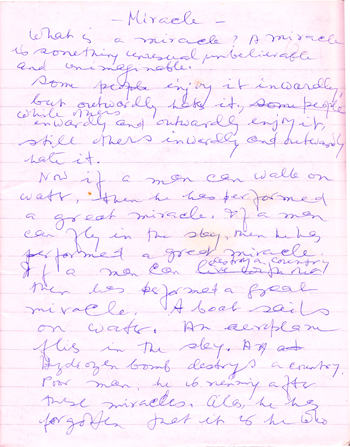 - Miracle -
What is a miracle? A miracle
is something unusual unbelievable
and unimaginable.
Some people enjoy it inwardly,
but outwardly hate it, some people
while others
inwardly and outwardly enjoy it,
still others inwardly and outwardly
hate it.
Now if a man can walk on
water, then he has performed
a great miracle. If a man
can fly in the sky, then he has
performed a great miracle.
destroy a country
If a man can
then he has performed a great
miracle. A boat sails
on water. An aeroplane
flies in the sky. An
Hydrogen bomb destroys a country.
Poor man, he is running after
these miracles. Alas, he has
forgotten that it is he who